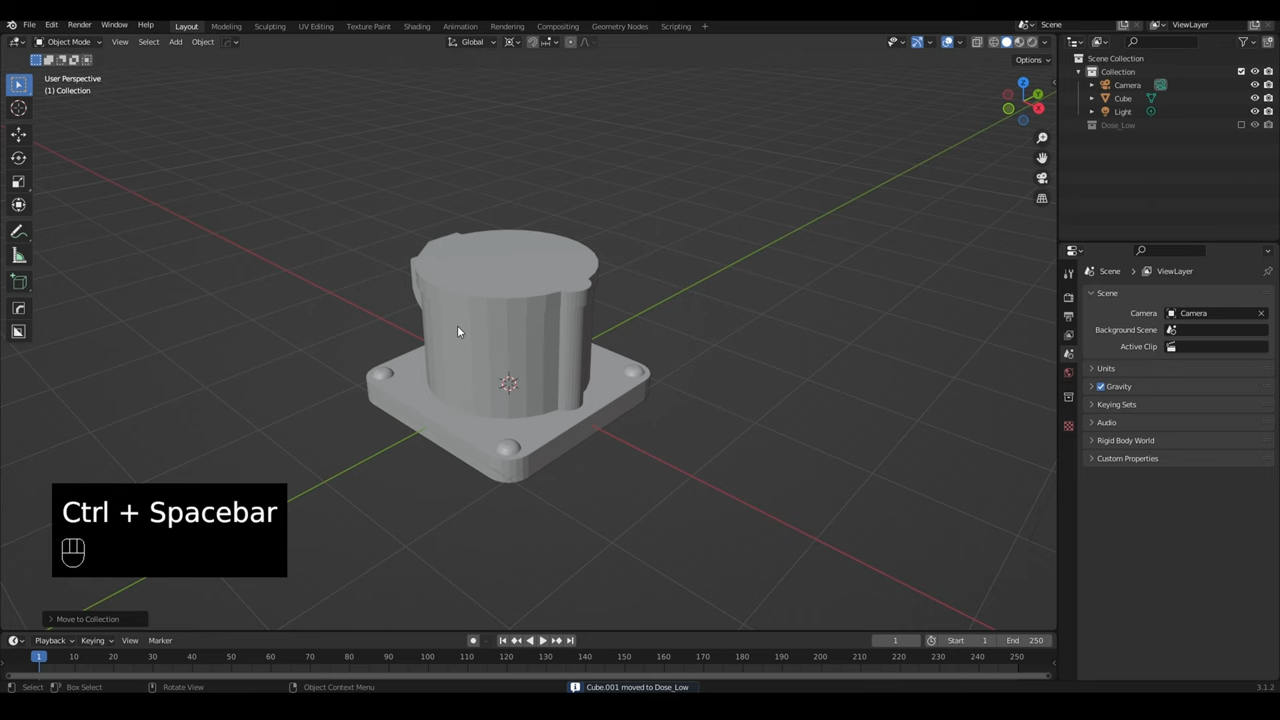 File Edit Render Window Help Layout Modeling Sculpting UV Editing Texture Paint Shading Animation Rendering Compositing Geometry Nodes Scripting + Scene ViewLayer
Object Mode View Select Add Object Global
Options
User Perspective
(1) Collection
Scene Collection
Collection
Camera
Cube
Light
Dose_Low
X
Y
Z
Scene ViewLayer
Scene
Camera Camera
Background Scene
Active Clip
Units
Gravity
Keying Sets
Audio
Rigid Body World
Custom Properties
Ctrl + Spacebar
Move to Collection
Playback Keying View Marker 1 Start 1 End 250
1 10 20 30 40 50 60 70 80 90 100 110 120 130 140 150 160 170 180 190 200 210 220 230 240 250
Select Box Select Rotate View Object Context Menu Cube.001 moved to Dose_Low 3.1.2